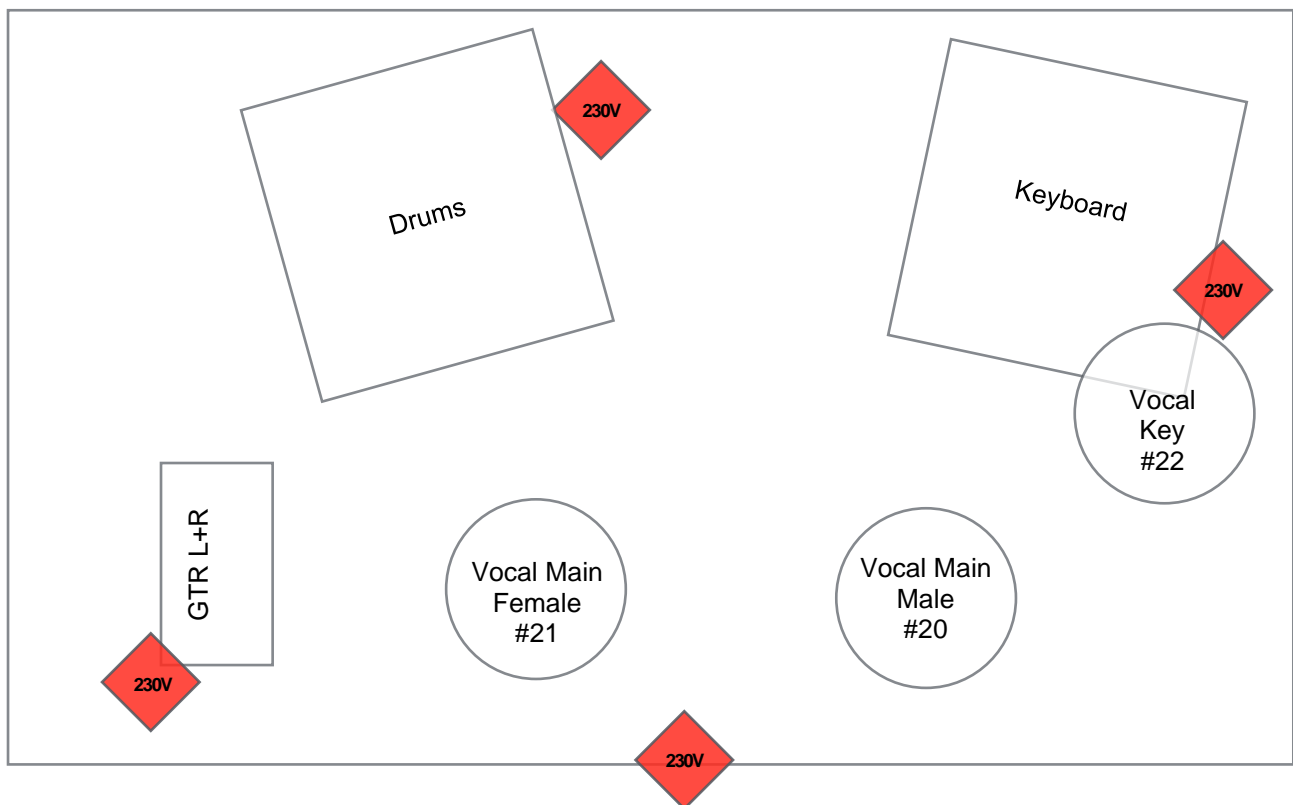 230V
Drums
Keyboard
230V
Vocal
Key
#22
GTR L+R
Vocal Main
Female
#21
Vocal Main
Male
#20
230V
230V